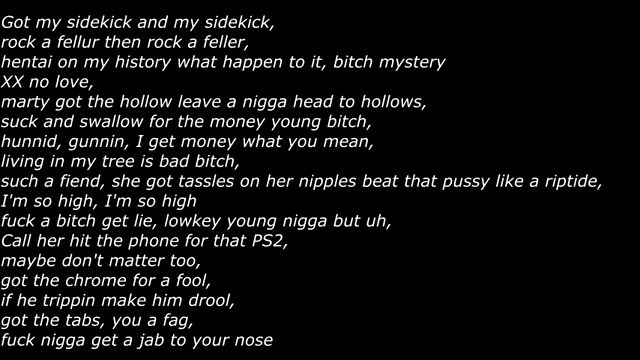 Got my sidekick and my sidekick,
rock a fellur then rock a feller,
hentai on my history what happen to it, bitch mystery
XX no love,
marty got the hollow leave a nigga head to hollows,
suck and swallow for the money young bitch,
hunnid, gunnin, I get money what you mean,
living in my tree is bad bitch,
such a fiend, she got tassles on her nipples beat that pussy like a riptide,
I'm so high, I'm so high
fuck a bitch get lie, lowkey young nigga but uh,
Call her hit the phone for that PS2,
maybe don't matter too,
got the chrome for a fool,
if he trippin make him drool,
got the tabs, you a fag,
fuck nigga get a jab to your nose